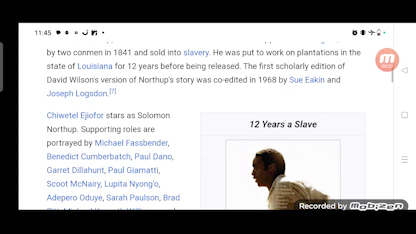 11:45
by two conmen in 1841 and sold into slavery. He was put to work on plantations in the
state of Louisiana for 12 years before being released. The first scholarly edition of
David Wilson's version of Northup's story was co-edited in 1968 by Sue Eakin and
Joseph Logsdon.[7]
Chiwetel Ejiofor stars as Solomon
Northup. Supporting roles are
portrayed by Michael Fassbender,
Benedict Cumberbatch, Paul Dano,
Garret Dillahunt, Paul Giamatti,
Scoot McNairy, Lupita Nyong'o,
Adepero Oduye, Sarah Paulson, Brad
12 Years a Slave
Recorded by Mobizen